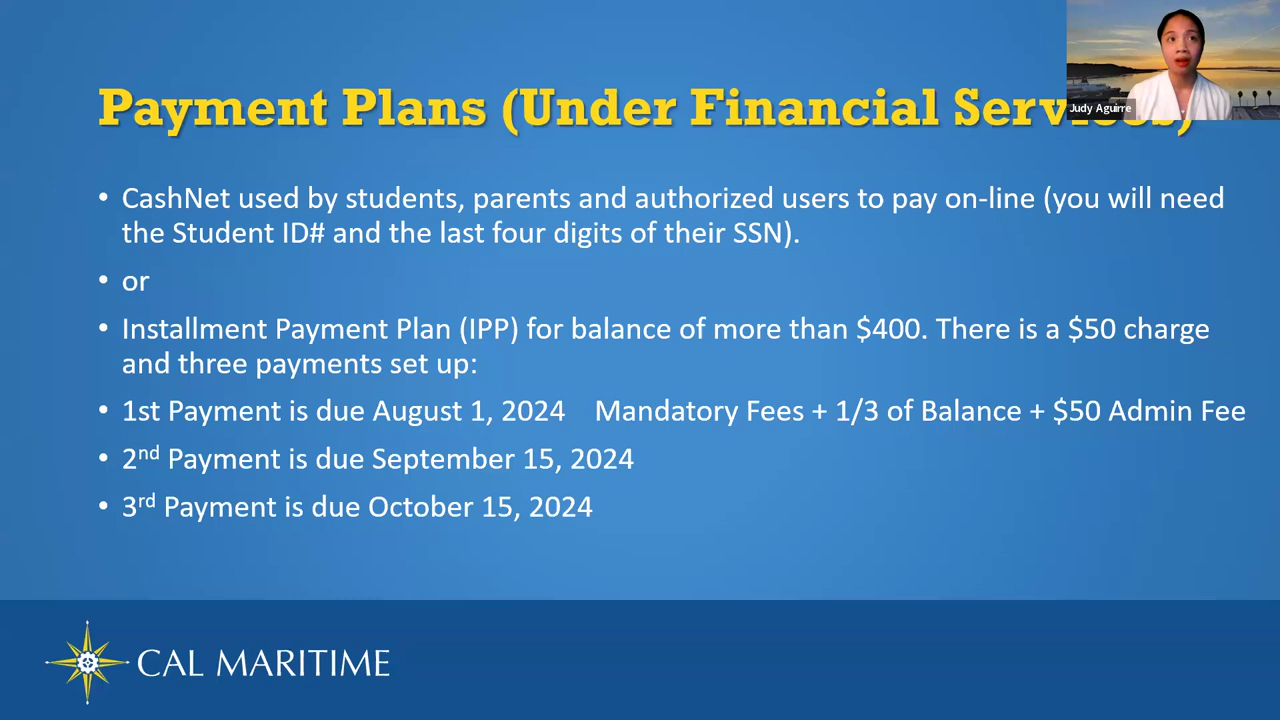 Payment Plans (Under Financial Services)
Judy Aguirre
• CashNet used by students, parents and authorized users to pay on-line (you will need
the Student ID# and the last four digits of their SSN).
• or
• Installment Payment Plan (IPP) for balance of more than $400. There is a $50 charge
and three payments set up:
• 1st Payment is due August 1, 2024 Mandatory Fees + 1/3 of Balance + $50 Admin Fee
• 2nd Payment is due September 15, 2024
• 3rd Payment is due October 15, 2024
CAL MARITIME